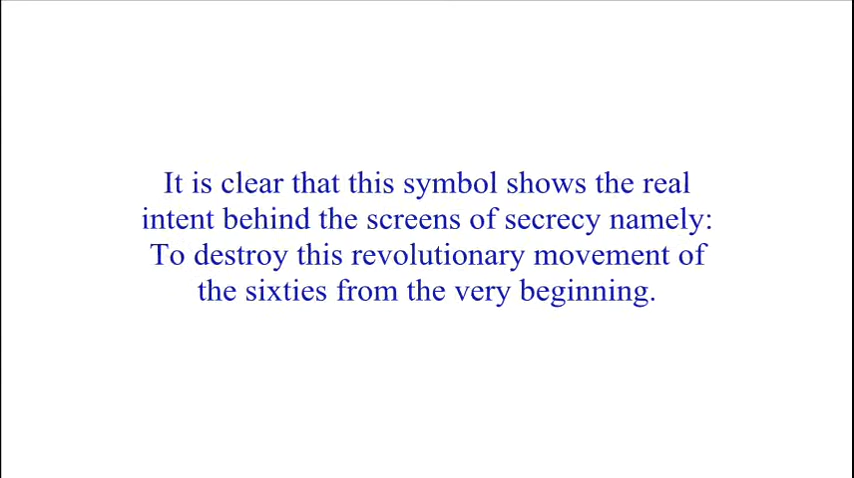 It is clear that this symbol shows the real
intent behind the screens of secrecy namely:
To destroy this revolutionary movement of
the sixties from the very beginning.